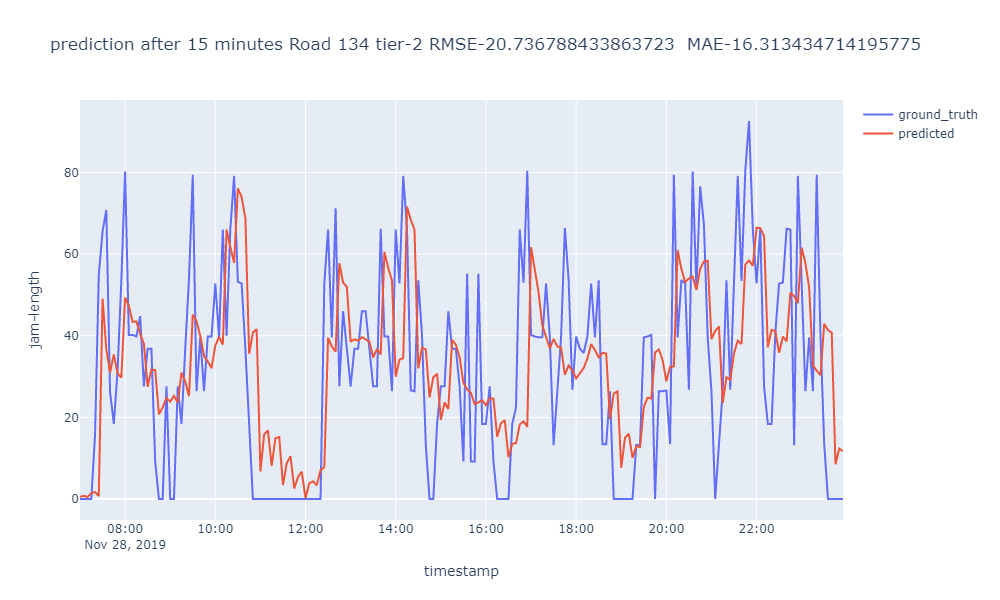 prediction after 15 minutes Road 134 tier-2 RMSE-20.736788433863723  MAE-16.313434714195775
ground_truth
predicted
jam-length
80
60
40
20
0
08:00 10:00 12:00 14:00 16:00 18:00 20:00 22:00
Nov 28, 2019
timestamp